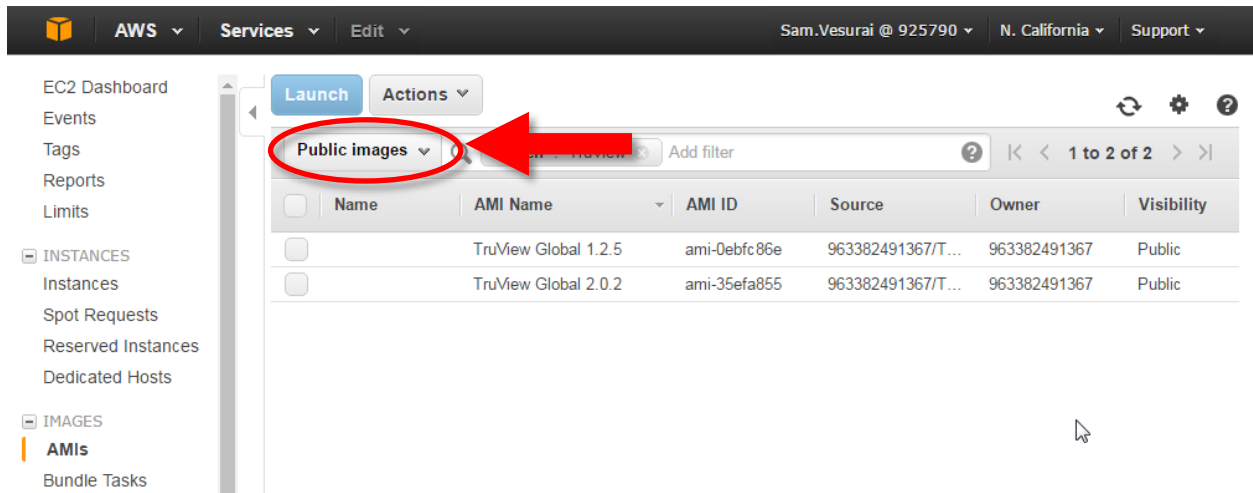 AWS Services Edit Sam.Vesurai @ 925790 N. California Support
EC2 Dashboard
Events
Tags
Reports
Limits
INSTANCES
Instances
Spot Requests
Reserved Instances
Dedicated Hosts
IMAGES
AMIs
Bundle Tasks
Launch Actions
Public images Add filter 1 to 2 of 2
Name AMI Name AMI ID Source Owner Visibility
TruView Global 1.2.5 ami-0ebfc86e 963382491367/T... 963382491367 Public
TruView Global 2.0.2 ami-35efa855 963382491367/T... 963382491367 Public